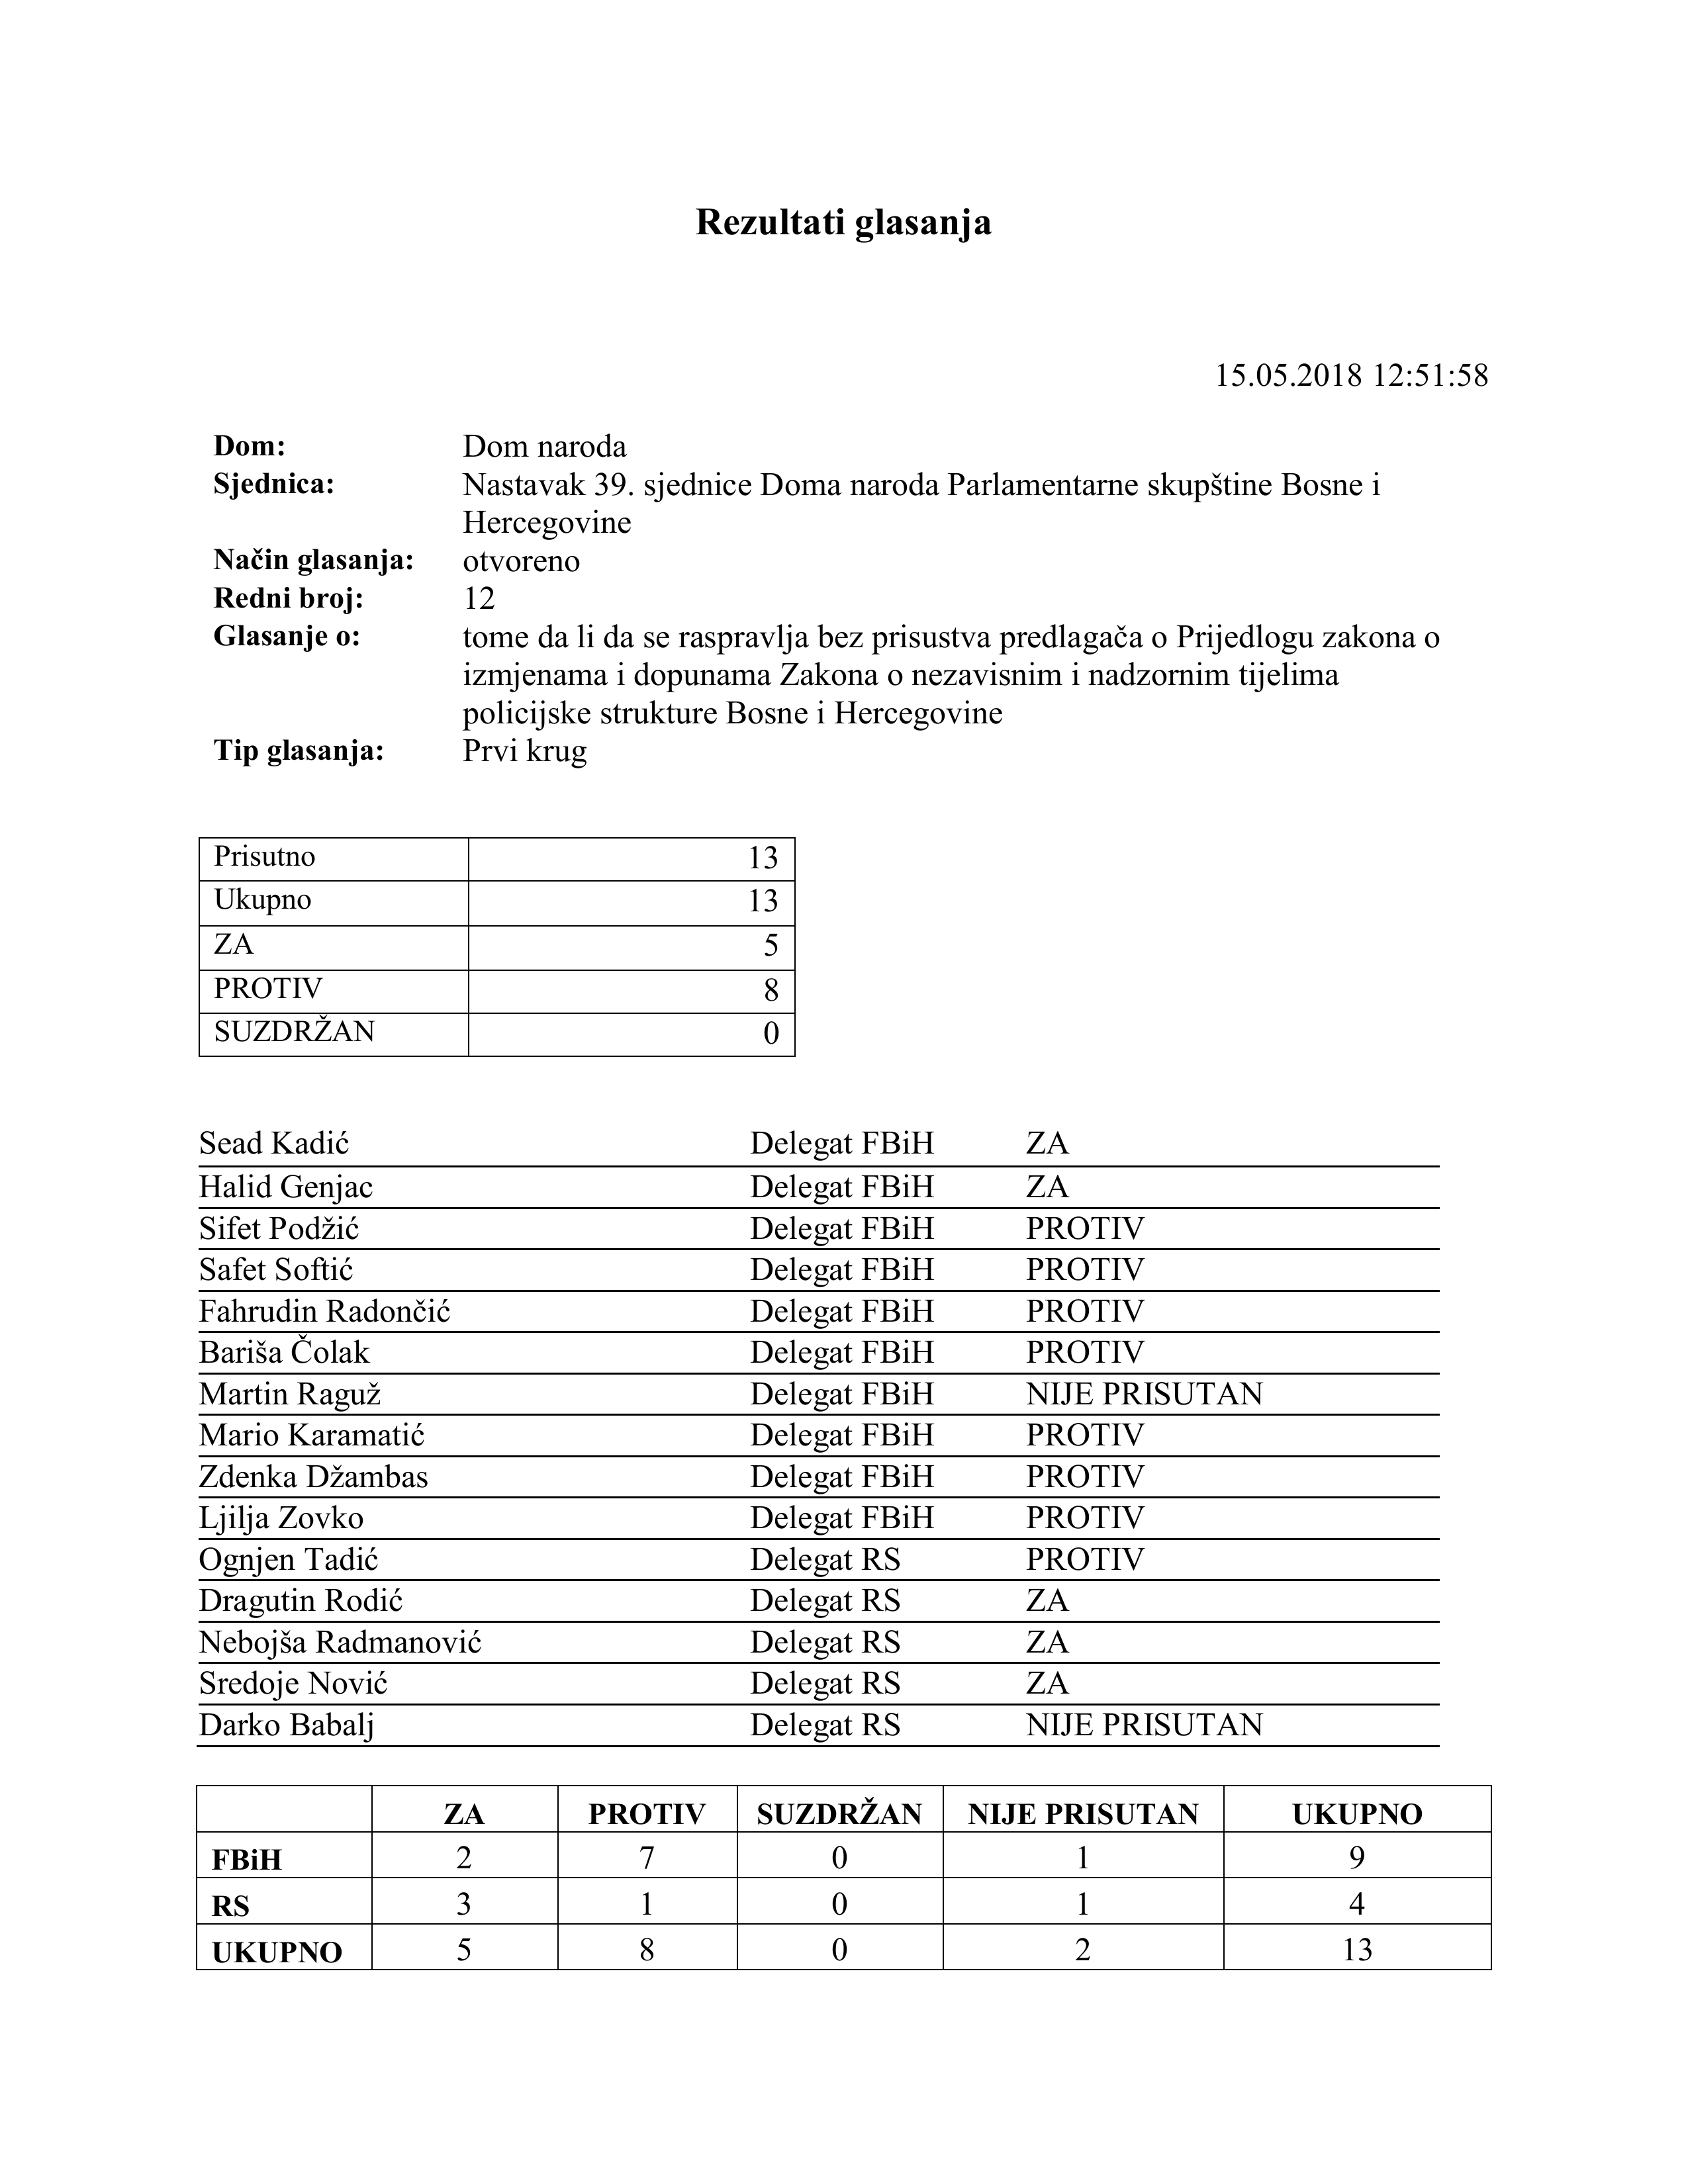 Rezultati glasanja
15.05.2018 12:51:58
Dom: Dom naroda
Sjednica: Nastavak 39. sjednice Doma naroda Parlamentarne skupštine Bosne i
Hercegovine
Način glasanja: otvoreno
Redni broj: 12
Glasanje o: tome da li da se raspravlja bez prisustva predlagača o Prijedlogu zakona o
izmjenama i dopunama Zakona o nezavisnim i nadzornim tijelima
policijske strukture Bosne i Hercegovine
Tip glasanja: Prvi krug
Prisutno 13
Ukupno 13
ZA 5
PROTIV 8
SUZDRŽAN 0
Sead Kadić Delegat FBiH ZA
Halid Genjac Delegat FBiH ZA
Sifet Podžić Delegat FBiH PROTIV
Safet Softić Delegat FBiH PROTIV
Fahrudin Radončić Delegat FBiH PROTIV
Bariša Čolak Delegat FBiH PROTIV
Martin Raguž Delegat FBiH NIJE PRISUTAN
Mario Karamatić Delegat FBiH PROTIV
Zdenka Džambas Delegat FBiH PROTIV
Ljilja Zovko Delegat FBiH PROTIV
Ognjen Tadić Delegat RS PROTIV
Dragutin Rodić Delegat RS ZA
Nebojša Radmanović Delegat RS ZA
Sredoje Nović Delegat RS ZA
Darko Babalj Delegat RS NIJE PRISUTAN
ZA PROTIV SUZDRŽAN NIJE PRISUTAN UKUPNO
FBiH 2 7 0 1 9
RS 3 1 0 1 4
UKUPNO 5 8 0 2 13